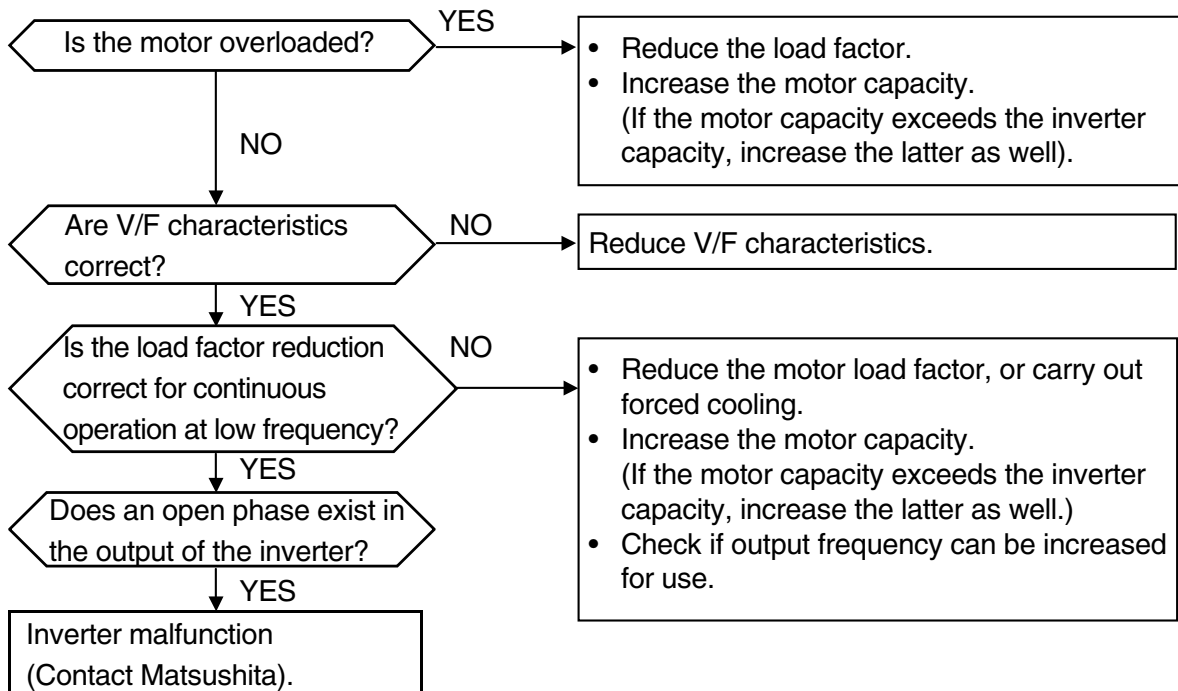 Is the motor overloaded?
YES
• Reduce the load factor.
• Increase the motor capacity.
(If the motor capacity exceeds the inverter
capacity, increase the latter as well).
NO
Are V/F characteristics
correct?
NO
Reduce V/F characteristics.
YES
Is the load factor reduction
correct for continuous
operation at low frequency?
NO
• Reduce the motor load factor, or carry out
forced cooling.
• Increase the motor capacity.
(If the motor capacity exceeds the inverter
capacity, increase the latter as well.)
• Check if output frequency can be increased
for use.
YES
Does an open phase exist in
the output of the inverter?
YES
Inverter malfunction
(Contact Matsushita).